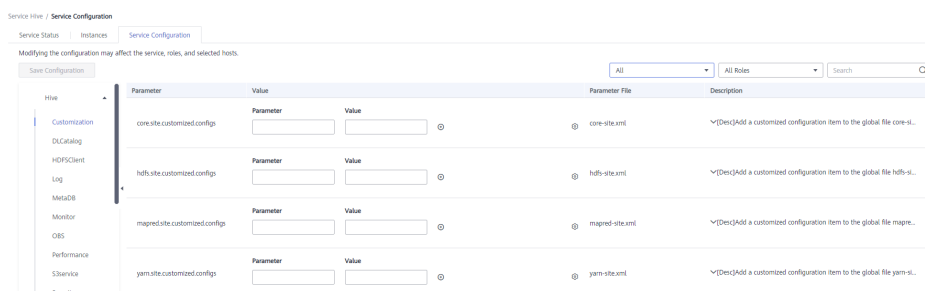 Service Hive / Service Configuration
Service Status Instances Service Configuration
Modifying the configuration may affect the service, roles, and selected hosts.
Save Configuration All All Roles Search
Hive
Customization
DLCatalog
HDFSClient
Log
MetaDB
Monitor
OBS
Performance
S3service
Parameter Value Parameter File Description
Parameter Value
core.site.customized.configs core-site.xml [Desc]Add a customized configuration item to the global file core-si...
Parameter Value
hdfs.site.customized.configs hdfs-site.xml [Desc]Add a customized configuration item to the global file hdfs-si...
Parameter Value
mapred.site.customized.configs mapred-site.xml [Desc]Add a customized configuration item to the global file mapre...
Parameter Value
yarn.site.customized.configs yarn-site.xml [Desc]Add a customized configuration item to the global file yarn-si...